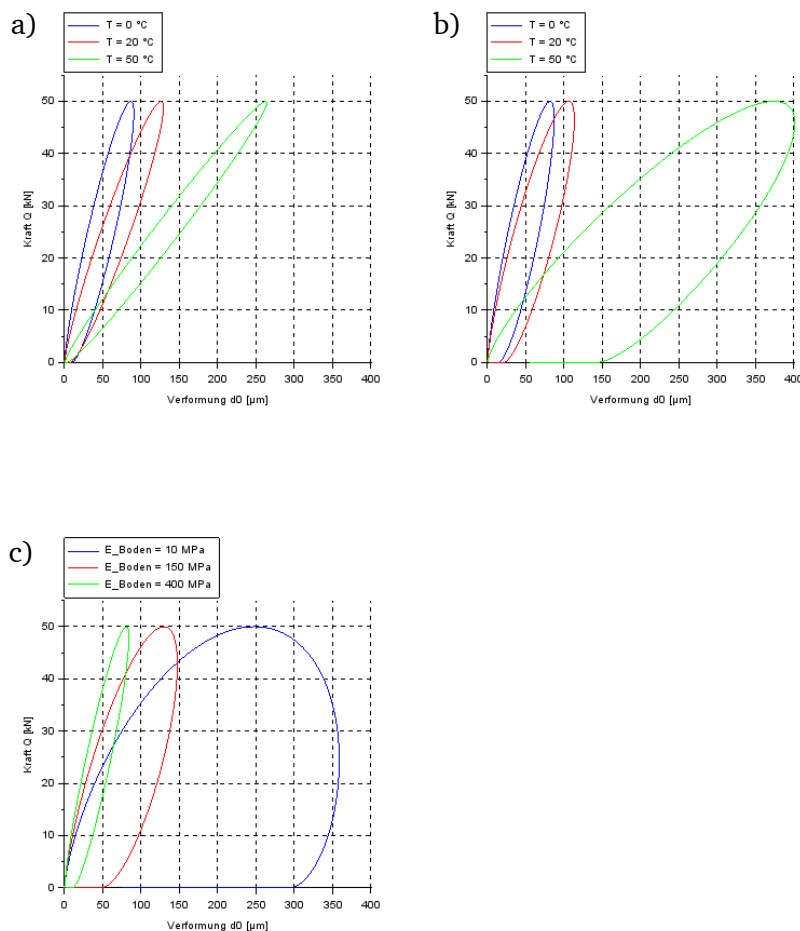 a)
T = 0 °C
T = 20 °C
T = 50 °C
50
40
30
20
10
0
Kraft Q [kN]
0 50 100 150 200 250 300 350 400
Verformung d0 [µm]
b)
T = 0 °C
T = 20 °C
T = 50 °C
50
40
30
20
10
0
Kraft Q [kN]
0 50 100 150 200 250 300 350 400
Verformung d0 [µm]
c)
E_Boden = 10 MPa
E_Boden = 150 MPa
E_Boden = 400 MPa
50
40
30
20
10
0
Kraft Q [kN]
0 50 100 150 200 250 300 350 400
Verformung d0 [µm]